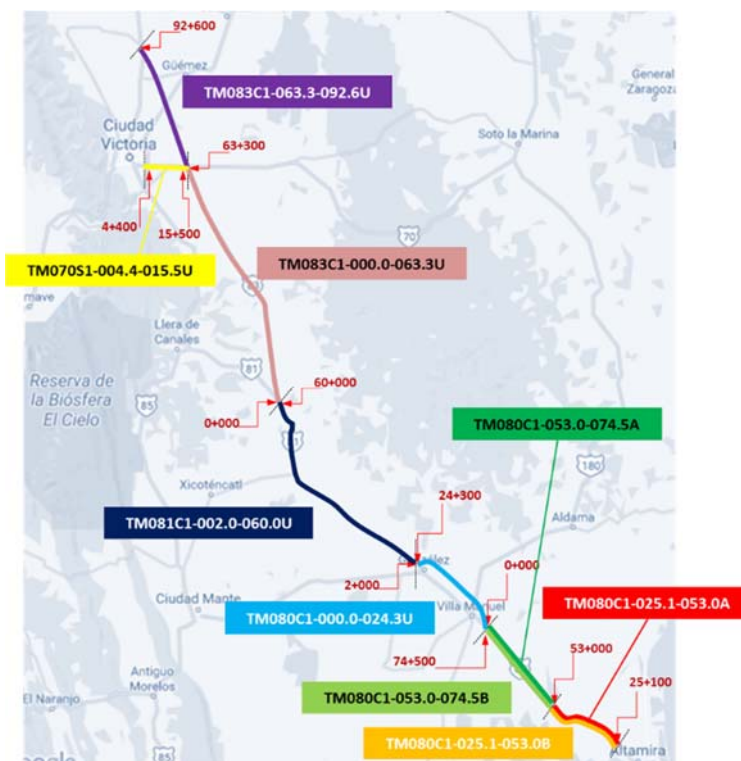 92+600
Güémez
General
Zaragoza
TM083C1-063.3-092.6U
Ciudad
Victoria
Soto la Marina
63+300
4+400
15+500
70
TM070S1-004.4-015.5U
TM083C1-000.0-063.3U
mave
Llera de
Canales
81
Reserva de
la Biósfera
El Cielo
85
60+000
0+000
TM080C1-053.0-074.5A
180
Xicoténcatl
24+300
TM081C1-002.0-060.0U
Aldama
0+000
2+000
Ciudad Mante
TM080C1-000.0-024.3U
Villa Manuel
TM080C1-025.1-053.0A
74+500
53+000
Antiguo
Morelos
El Naranjo
TM080C1-053.0-074.5B
25+100
TM080C1-025.1-053.0B
Altamira
85